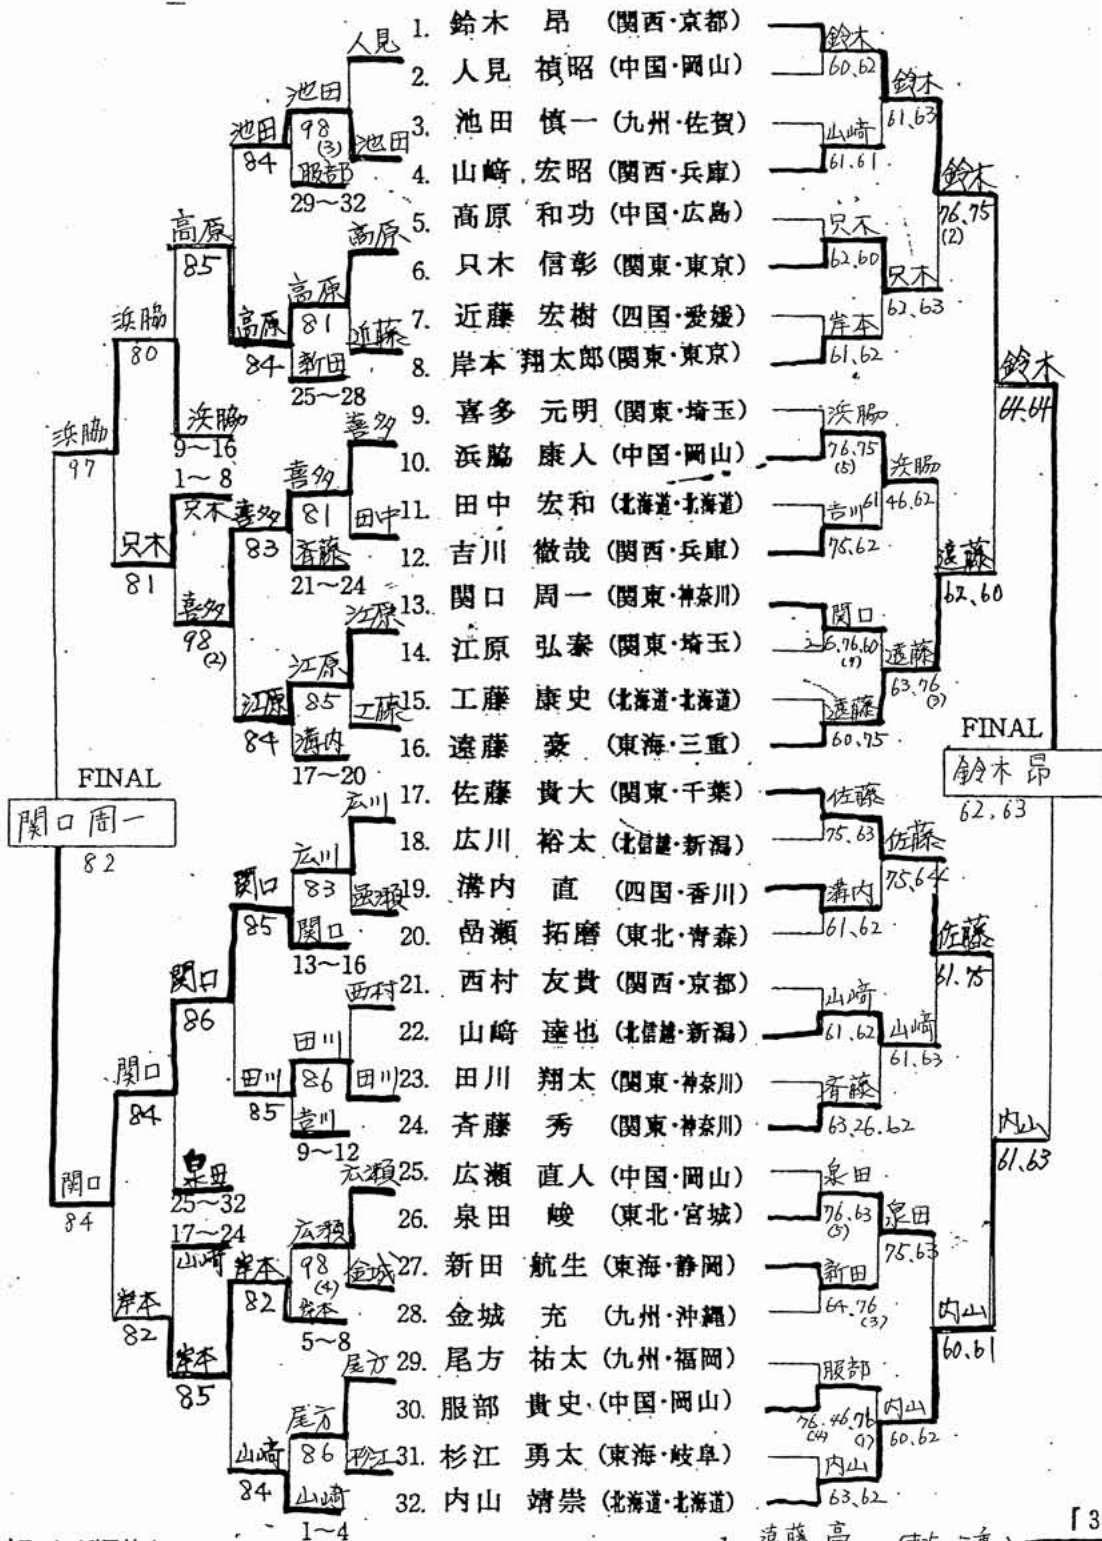 1. 鈴木 昂 (関西・京都)
2. 人見 禎昭 (中国・岡山)
3. 池田 慎一 (九州・佐賀)
4. 山﨑 宏昭 (関西・兵庫)
5. 高原 和功 (中国・広島)
6. 只木 信彰 (関東・東京)
7. 近藤 宏樹 (四国・愛媛)
8. 岸本 翔太郎 (関東・東京)
9. 喜多 元明 (関東・埼玉)
10. 浜脇 康人 (中国・岡山)
11. 田中 宏和 (北海道・北海道)
12. 吉川 徹哉 (関西・兵庫)
13. 関口 周一 (関東・神奈川)
14. 江原 弘泰 (関東・埼玉)
15. 工藤 康史 (北海道・北海道)
16. 遠藤 豪 (東海・三重)
17. 佐藤 貴大 (関東・千葉)
18. 広川 裕太 (北信越・新潟)
19. 溝内 直 (四国・香川)
20. 嵒瀬 拓磨 (東北・青森)
21. 西村 友貴 (関西・京都)
22. 山﨑 達也 (北信越・新潟)
23. 田川 翔太 (関東・神奈川)
24. 斉藤 秀 (関東・神奈川)
25. 広瀬 直人 (中国・岡山)
26. 泉田 峻 (東北・宮城)
27. 新田 航生 (東海・静岡)
28. 金城 充 (九州・沖縄)
29. 尾方 祐太 (九州・福岡)
30. 服部 貴史 (中国・岡山)
31. 杉江 勇太 (東海・岐阜)
32. 内山 靖崇 (北海道・北海道)
鈴木
60.62
山崎
61.61
只木
62.60
岸本
61.62
浜脇
76.75
(5)
吉川
75.62
関口
遠藤
60.75
佐藤
75.63
溝内
61.62
山崎
61.62
斉藤
63.26.62
泉田
76.63
(5)
新田
64.76
(3)
服部
76.46.76
(4) (1)
内山
63.62
鈴木
61.63
只木
62.63
浜脇
61 46.62
遠藤
63.76
(3)
佐藤
75.64
山崎
61.63
泉田
75.63
内山
60.62
鈴木
76.75
(2)
遠藤
62.60
佐藤
61.75
内山
60.61
鈴木
64.64
内山
61.63
FINAL
鈴木 昂
62.63
人見
池田
高原
近藤
喜多
田中
江原
工藤
広川
嵒瀬
西村
田川
広瀬
金城
尾方
杉江
池田
98
(3)
服部
29~32
高原
81
新田
25~28
喜多
81
斉藤
21~24
江原
85
溝内
17~20
広川
83
関口
13~16
田川
86
吉川
9~12
広瀬
98
(4)
岸本
5~8
尾方
86
山崎
1~4
池田
84
高原
84
喜多
83
江原
84
関口
85
田川
85
岸本
82
山崎
84
高原
85
浜脇
9~16
1~8
只木
喜多
98
(2)
関口
86
泉田
25~32
17~24
山崎
岸本
85
浜脇
80
只木
81
関口
84
岸本
82
浜脇
97
関口
84
FINAL
関口 周一
82